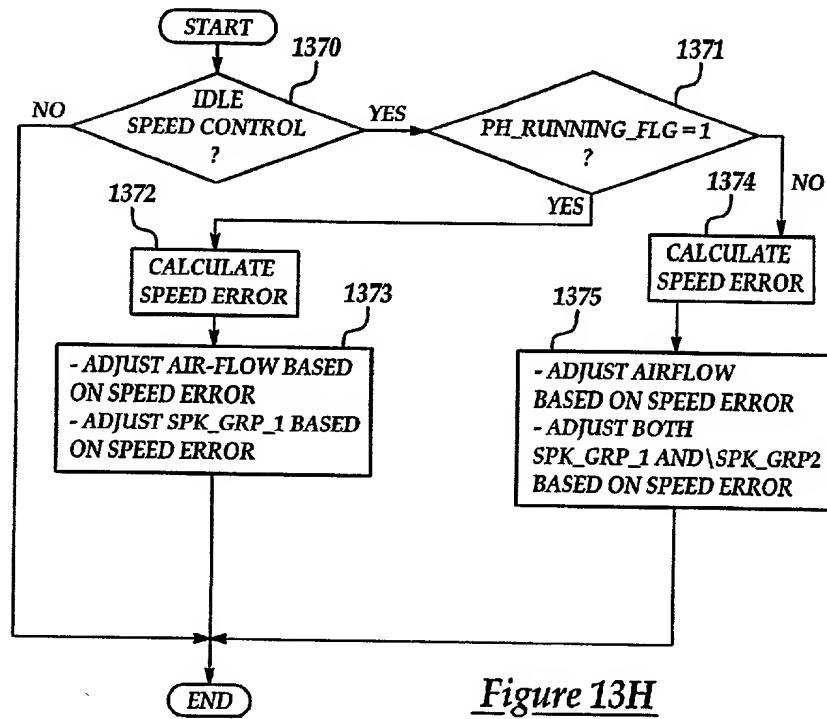 START
1370
IDLE
SPEED CONTROL
?
NO
YES
1371
PH_RUNNING_FLG = 1
?
YES
NO
1372
CALCULATE
SPEED ERROR
1374
CALCULATE
SPEED ERROR
1373
- ADJUST AIR-FLOW BASED
ON SPEED ERROR
- ADJUST SPK_GRP_1 BASED
ON SPEED ERROR
1375
- ADJUST AIRFLOW
BASED ON SPEED ERROR
- ADJUST BOTH
SPK_GRP_1 AND\SPK_GRP2
BASED ON SPEED ERROR
END
Figure 13H